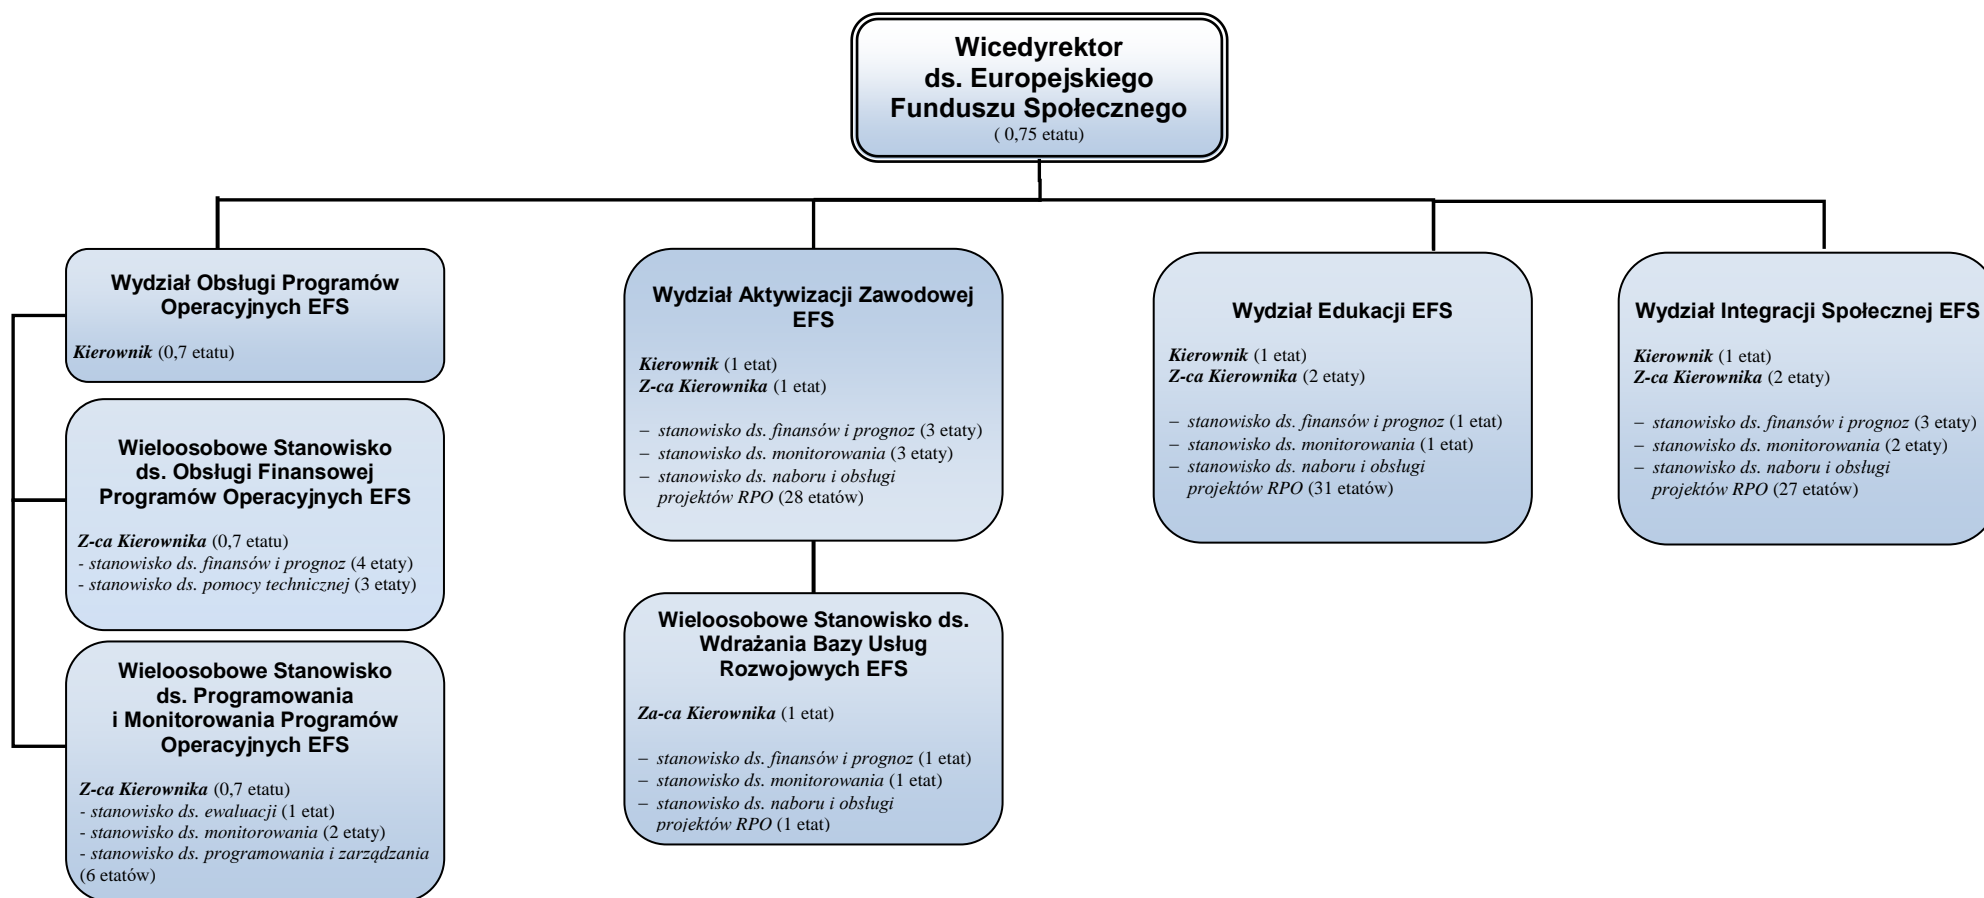 Wicedyrektor
ds. Europejskiego
Funduszu Społecznego
( 0,75 etatu)
Wydział Obsługi Programów
Operacyjnych EFS
Kierownik (0,7 etatu)
Wieloosobowe Stanowisko
ds. Obsługi Finansowej
Programów Operacyjnych EFS
Z-ca Kierownika (0,7 etatu)
- stanowisko ds. finansów i prognoz (4 etaty)
- stanowisko ds. pomocy technicznej (3 etaty)
Wieloosobowe Stanowisko
ds. Programowania
i Monitorowania Programów
Operacyjnych EFS
Z-ca Kierownika (0,7 etatu)
- stanowisko ds. ewaluacji (1 etat)
- stanowisko ds. monitorowania (2 etaty)
- stanowisko ds. programowania i zarządzania
(6 etatów)
Wydział Aktywizacji Zawodowej
EFS
Kierownik (1 etat)
Z-ca Kierownika (1 etat)
– stanowisko ds. finansów i prognoz (3 etaty)
– stanowisko ds. monitorowania (3 etaty)
– stanowisko ds. naboru i obsługi
projektów RPO (28 etatów)
Wieloosobowe Stanowisko ds.
Wdrażania Bazy Usług
Rozwojowych EFS
Za-ca Kierownika (1 etat)
– stanowisko ds. finansów i prognoz (1 etat)
– stanowisko ds. monitorowania (1 etat)
– stanowisko ds. naboru i obsługi
projektów RPO (1 etat)
Wydział Edukacji EFS
Kierownik (1 etat)
Z-ca Kierownika (2 etaty)
– stanowisko ds. finansów i prognoz (1 etat)
– stanowisko ds. monitorowania (1 etat)
– stanowisko ds. naboru i obsługi
projektów RPO (31 etatów)
Wydział Integracji Społecznej EFS
Kierownik (1 etat)
Z-ca Kierownika (2 etaty)
– stanowisko ds. finansów i prognoz (3 etaty)
– stanowisko ds. monitorowania (2 etaty)
– stanowisko ds. naboru i obsługi
projektów RPO (27 etatów)